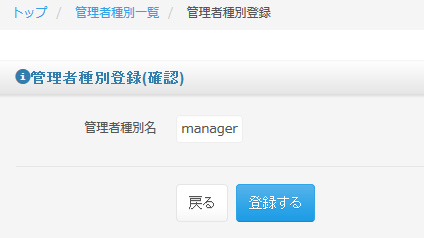 トップ / 管理者種別一覧 / 管理者種別登録
管理者種別登録(確認)
管理者種別名 manager
戻る 登録する